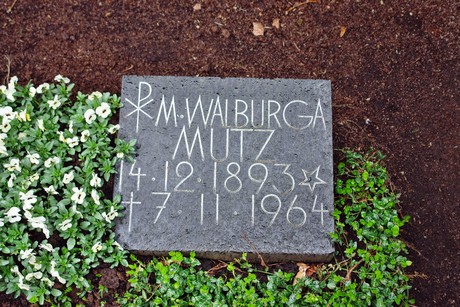 ☧ M. WALBURGA
MUTZ
14.12.1893 ☆
† 7 11 1964